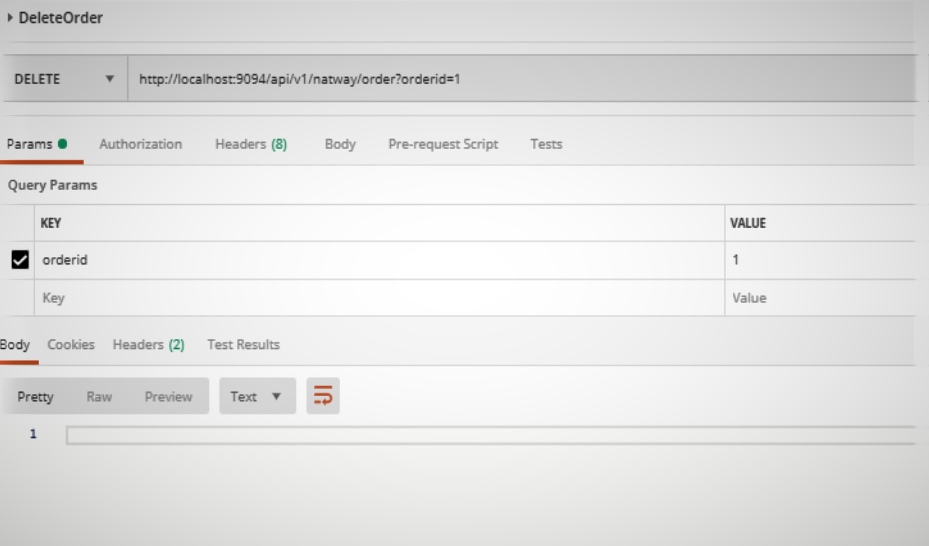 DeleteOrder
DELETE http://localhost:9094/api/v1/natway/order?orderid=1
Params Authorization Headers (8) Body Pre-request Script Tests
Query Params
KEY VALUE
orderid 1
Key Value
Body Cookies Headers (2) Test Results
Pretty Raw Preview Text
1